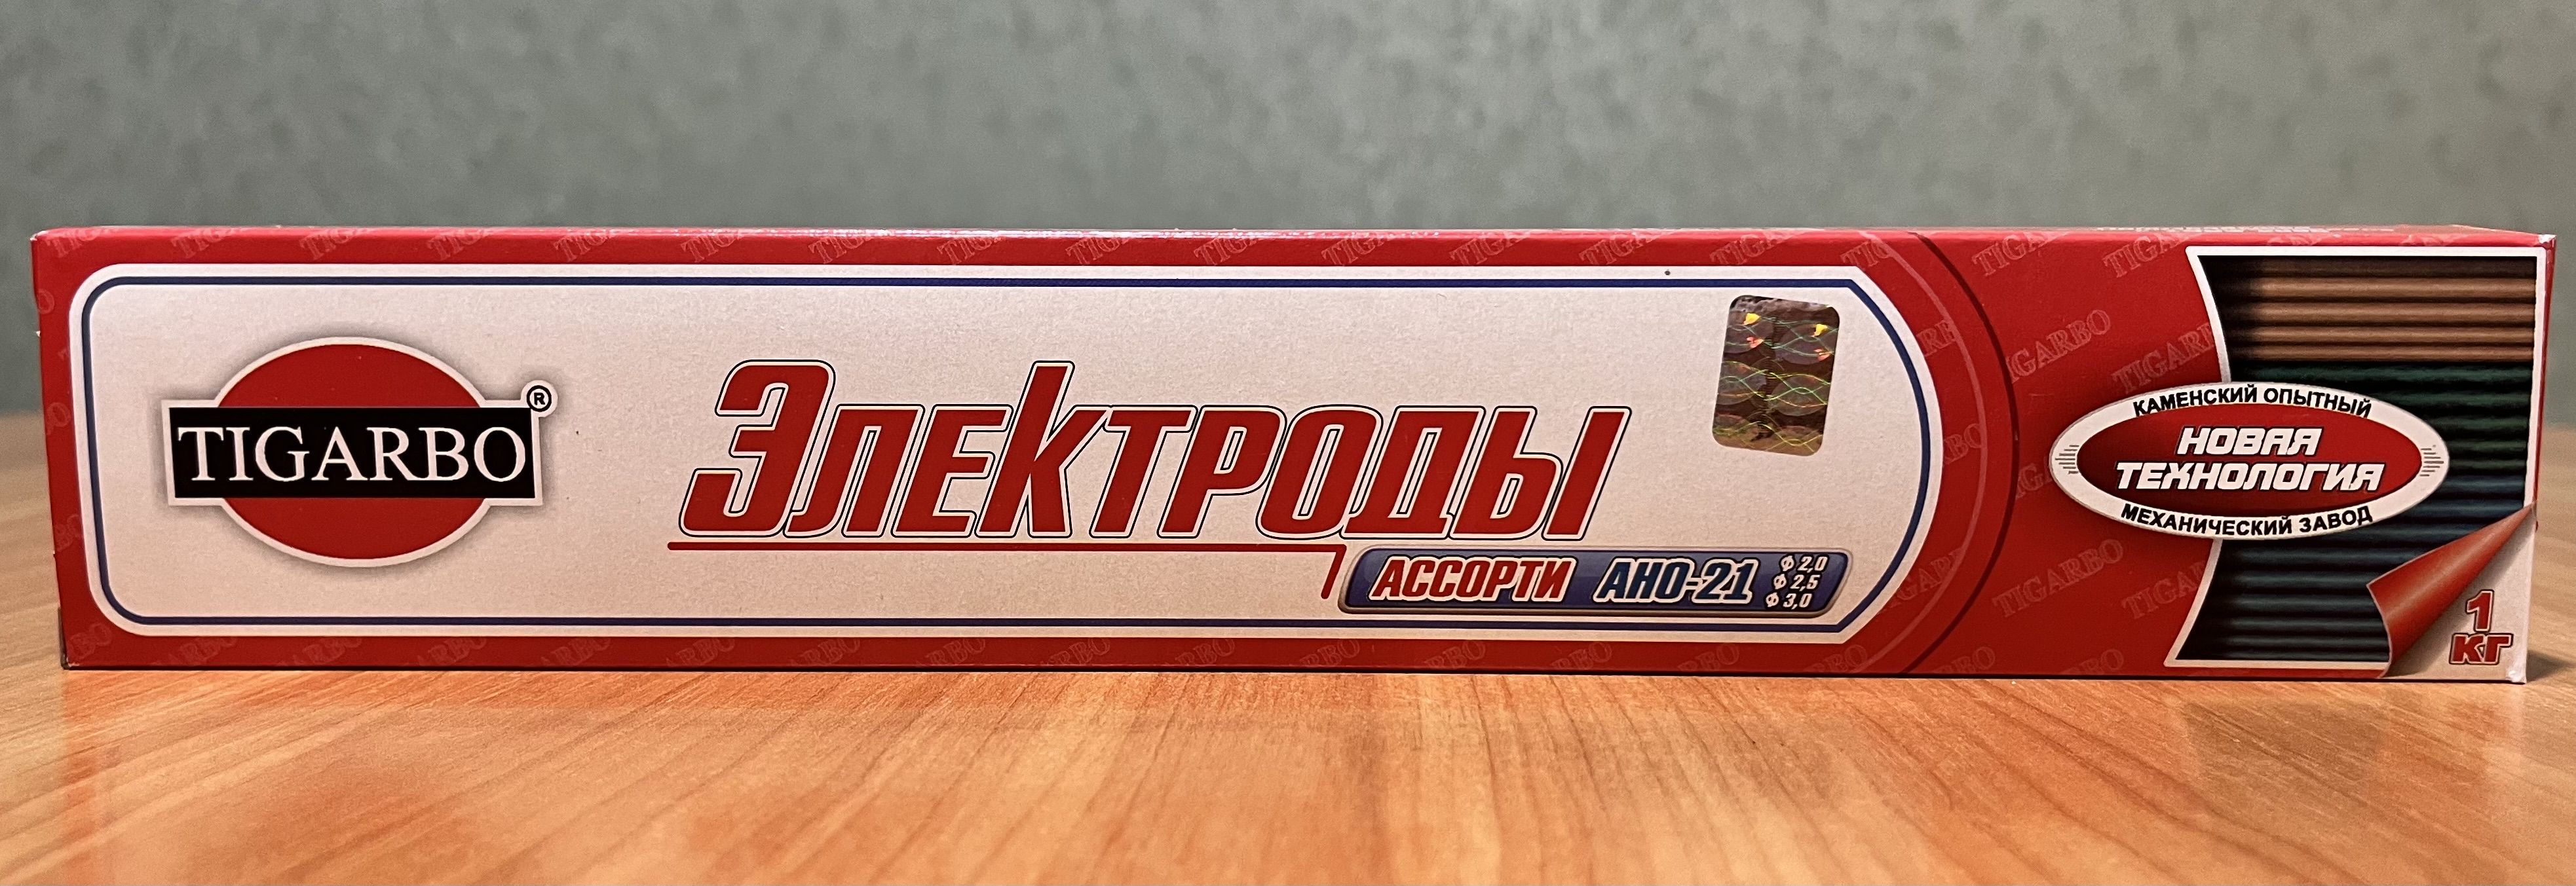 TIGARBO®
Электроды
АССОРТИ АНО-21
Ф 2,0
Ф 2,5
Ф 3,0
КАМЕНСКИЙ ОПЫТНЫЙ
НОВАЯ
ТЕХНОЛОГИЯ
МЕХАНИЧЕСКИЙ ЗАВОД
1
КГ